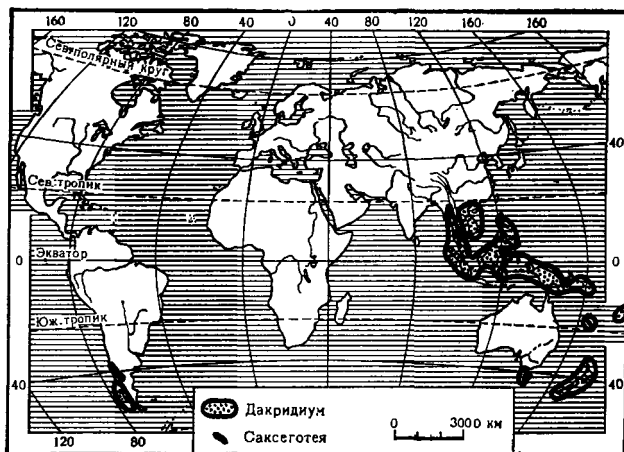 160 120 80 40 0 40 80 120 160 160
Сев. полярный круг
40
Сев. тропик
Экватор
0 0
Юж. тропик
40 40
Дакридиум
Саксеготея
0 3000 км
120 80